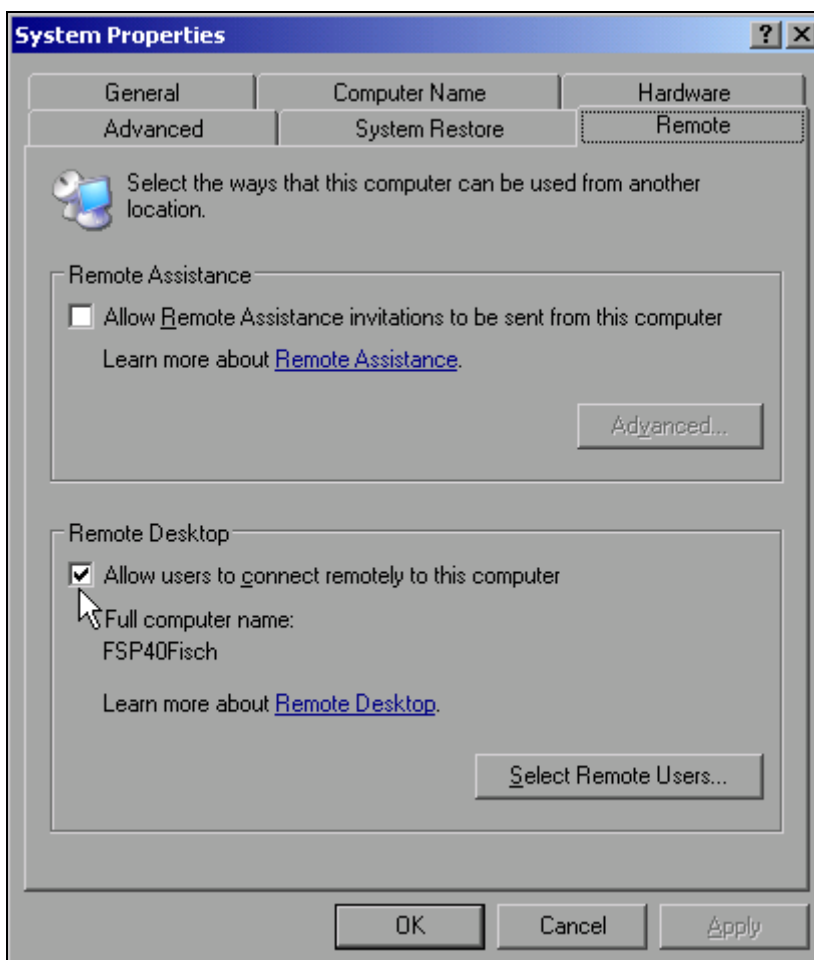 System Properties
General Computer Name Hardware
Advanced System Restore Remote
Select the ways that this computer can be used from another
location.
Remote Assistance
Allow Remote Assistance invitations to be sent from this computer
Learn more about Remote Assistance.
Advanced...
Remote Desktop
Allow users to connect remotely to this computer
Full computer name:
FSP40Fisch
Learn more about Remote Desktop.
Select Remote Users...
OK Cancel Apply